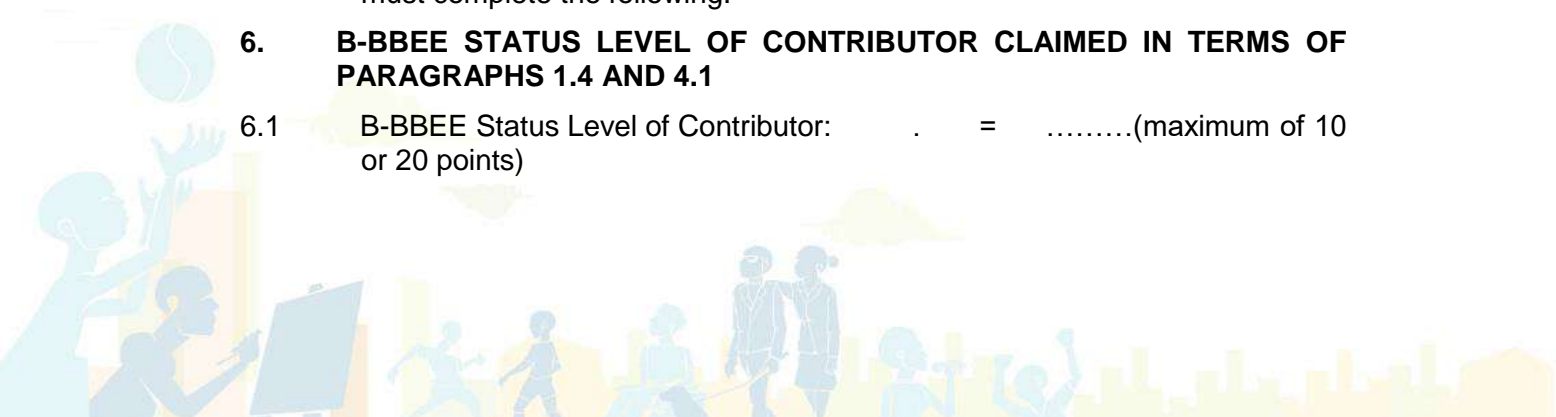 must complete the following:
6. B-BBEE STATUS LEVEL OF CONTRIBUTOR CLAIMED IN TERMS OF
PARAGRAPHS 1.4 AND 4.1
6.1 B-BBEE Status Level of Contributor: . = ………(maximum of 10
or 20 points)